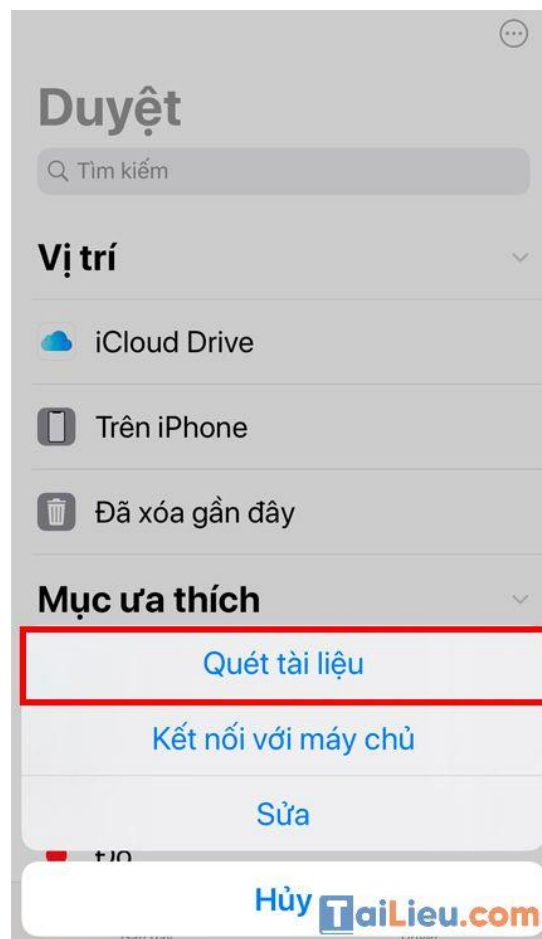 Duyệt
Tìm kiếm
Vị trí
iCloud Drive
Trên iPhone
Đã xóa gần đây
Mục ưa thích
Quét tài liệu
Kết nối với máy chủ
Sửa
Hủy
TaiLieu.com